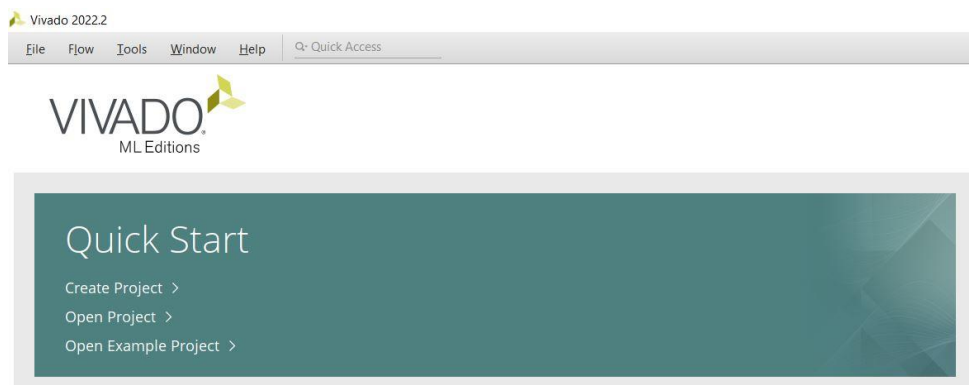 Vivado 2022.2
File Flow Tools Window Help Quick Access
VIVADO
ML Editions
Quick Start
Create Project >
Open Project >
Open Example Project >